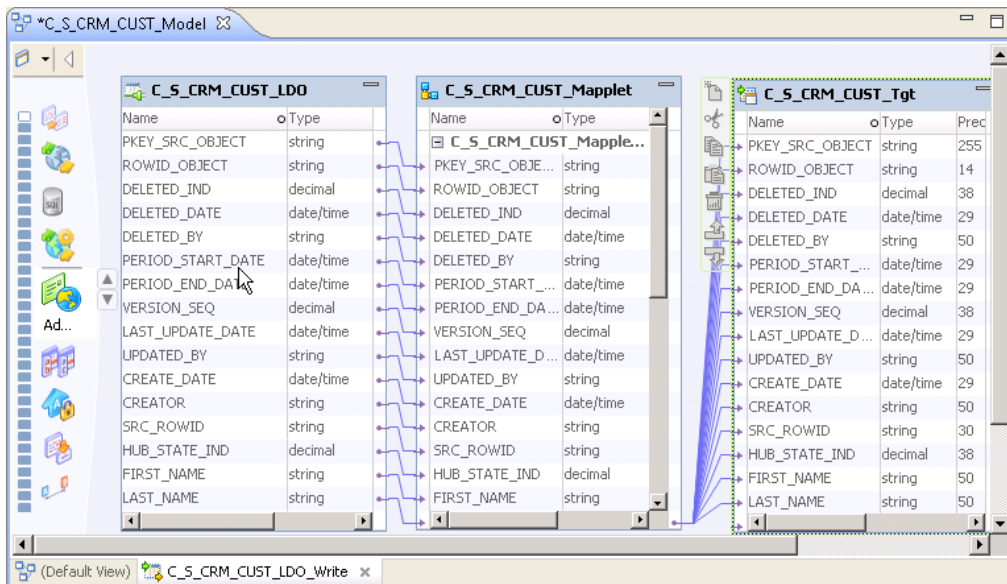 *C_S_CRM_CUST_Model
C_S_CRM_CUST_LDO
Name Type
PKEY_SRC_OBJECT string
ROWID_OBJECT string
DELETED_IND decimal
DELETED_DATE date/time
DELETED_BY string
PERIOD_START_DATE date/time
PERIOD_END_DATE date/time
VERSION_SEQ decimal
LAST_UPDATE_DATE date/time
UPDATED_BY string
CREATE_DATE date/time
CREATOR string
SRC_ROWID string
HUB_STATE_IND decimal
FIRST_NAME string
LAST_NAME string
C_S_CRM_CUST_Mapplet
Name Type
C_S_CRM_CUST_Mapple...
PKEY_SRC_OBJE... string
ROWID_OBJECT string
DELETED_IND decimal
DELETED_DATE date/time
DELETED_BY string
PERIOD_START_... date/time
PERIOD_END_DA... date/time
VERSION_SEQ decimal
LAST_UPDATE_D... date/time
UPDATED_BY string
CREATE_DATE date/time
CREATOR string
SRC_ROWID string
HUB_STATE_IND decimal
FIRST_NAME string
C_S_CRM_CUST_Tgt
Name Type Prec
PKEY_SRC_OBJECT string 255
ROWID_OBJECT string 14
DELETED_IND decimal 38
DELETED_DATE date/time 29
DELETED_BY string 50
PERIOD_START_... date/time 29
PERIOD_END_DA... date/time 29
VERSION_SEQ decimal 38
LAST_UPDATE_D... date/time 29
UPDATED_BY string 50
CREATE_DATE date/time 29
CREATOR string 50
SRC_ROWID string 30
HUB_STATE_IND decimal 38
FIRST_NAME string 50
LAST_NAME string 50
SQL
Ad...
(Default View) C_S_CRM_CUST_LDO_Write